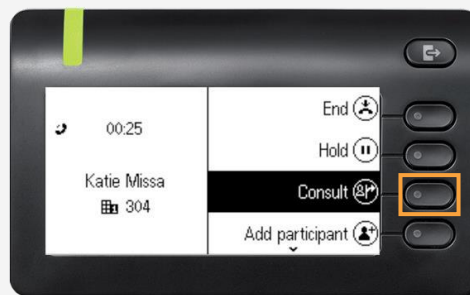 00:25
Katie Missa
304
End
Hold
Consult
Add participant